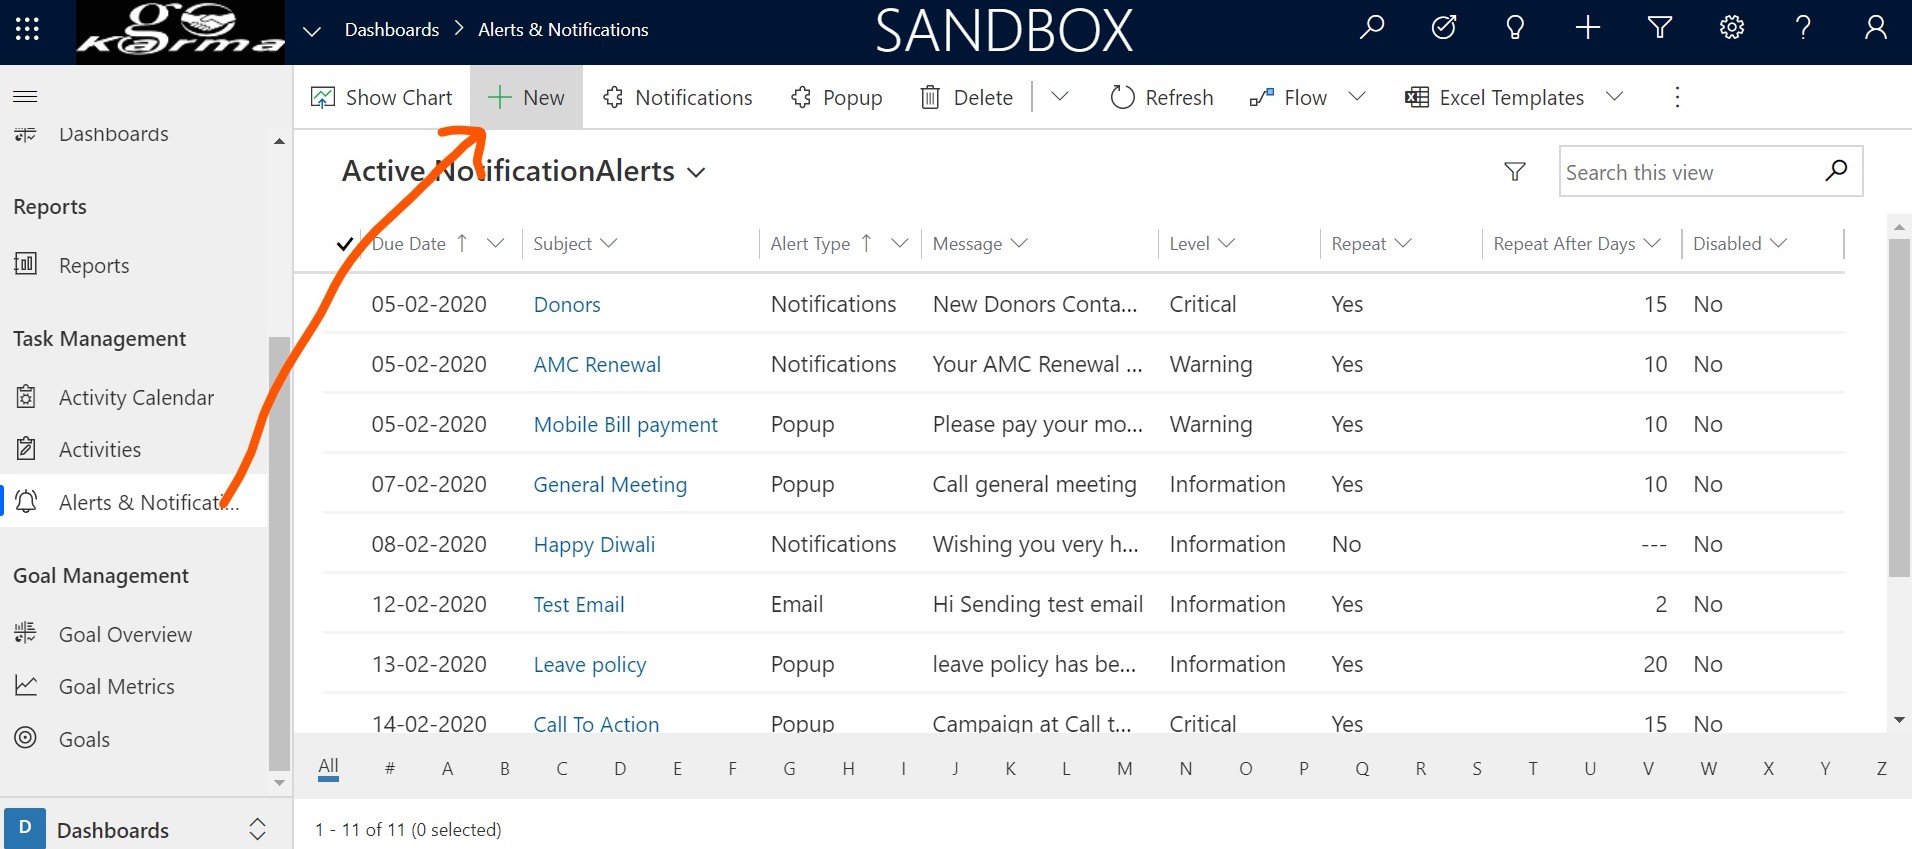 go karma
Dashboards > Alerts & Notifications
SANDBOX
Show Chart
New
Notifications
Popup
Delete
Refresh
Flow
Excel Templates
Dashboards
Reports
Reports
Task Management
Activity Calendar
Activities
Alerts & Notificati...
Goal Management
Goal Overview
Goal Metrics
Goals
D Dashboards
Active NotificationAlerts
Search this view
Due Date Subject Alert Type Message Level Repeat Repeat After Days Disabled
05-02-2020 Donors Notifications New Donors Conta... Critical Yes 15 No
05-02-2020 AMC Renewal Notifications Your AMC Renewal ... Warning Yes 10 No
05-02-2020 Mobile Bill payment Popup Please pay your mo... Warning Yes 10 No
07-02-2020 General Meeting Popup Call general meeting Information Yes 10 No
08-02-2020 Happy Diwali Notifications Wishing you very h... Information No --- No
12-02-2020 Test Email Email Hi Sending test email Information Yes 2 No
13-02-2020 Leave policy Popup leave policy has be... Information Yes 20 No
14-02-2020 Call To Action Popup Campaign at Call t... Critical Yes 15 No
All # A B C D E F G H I J K L M N O P Q R S T U V W X Y Z
1 - 11 of 11 (0 selected)